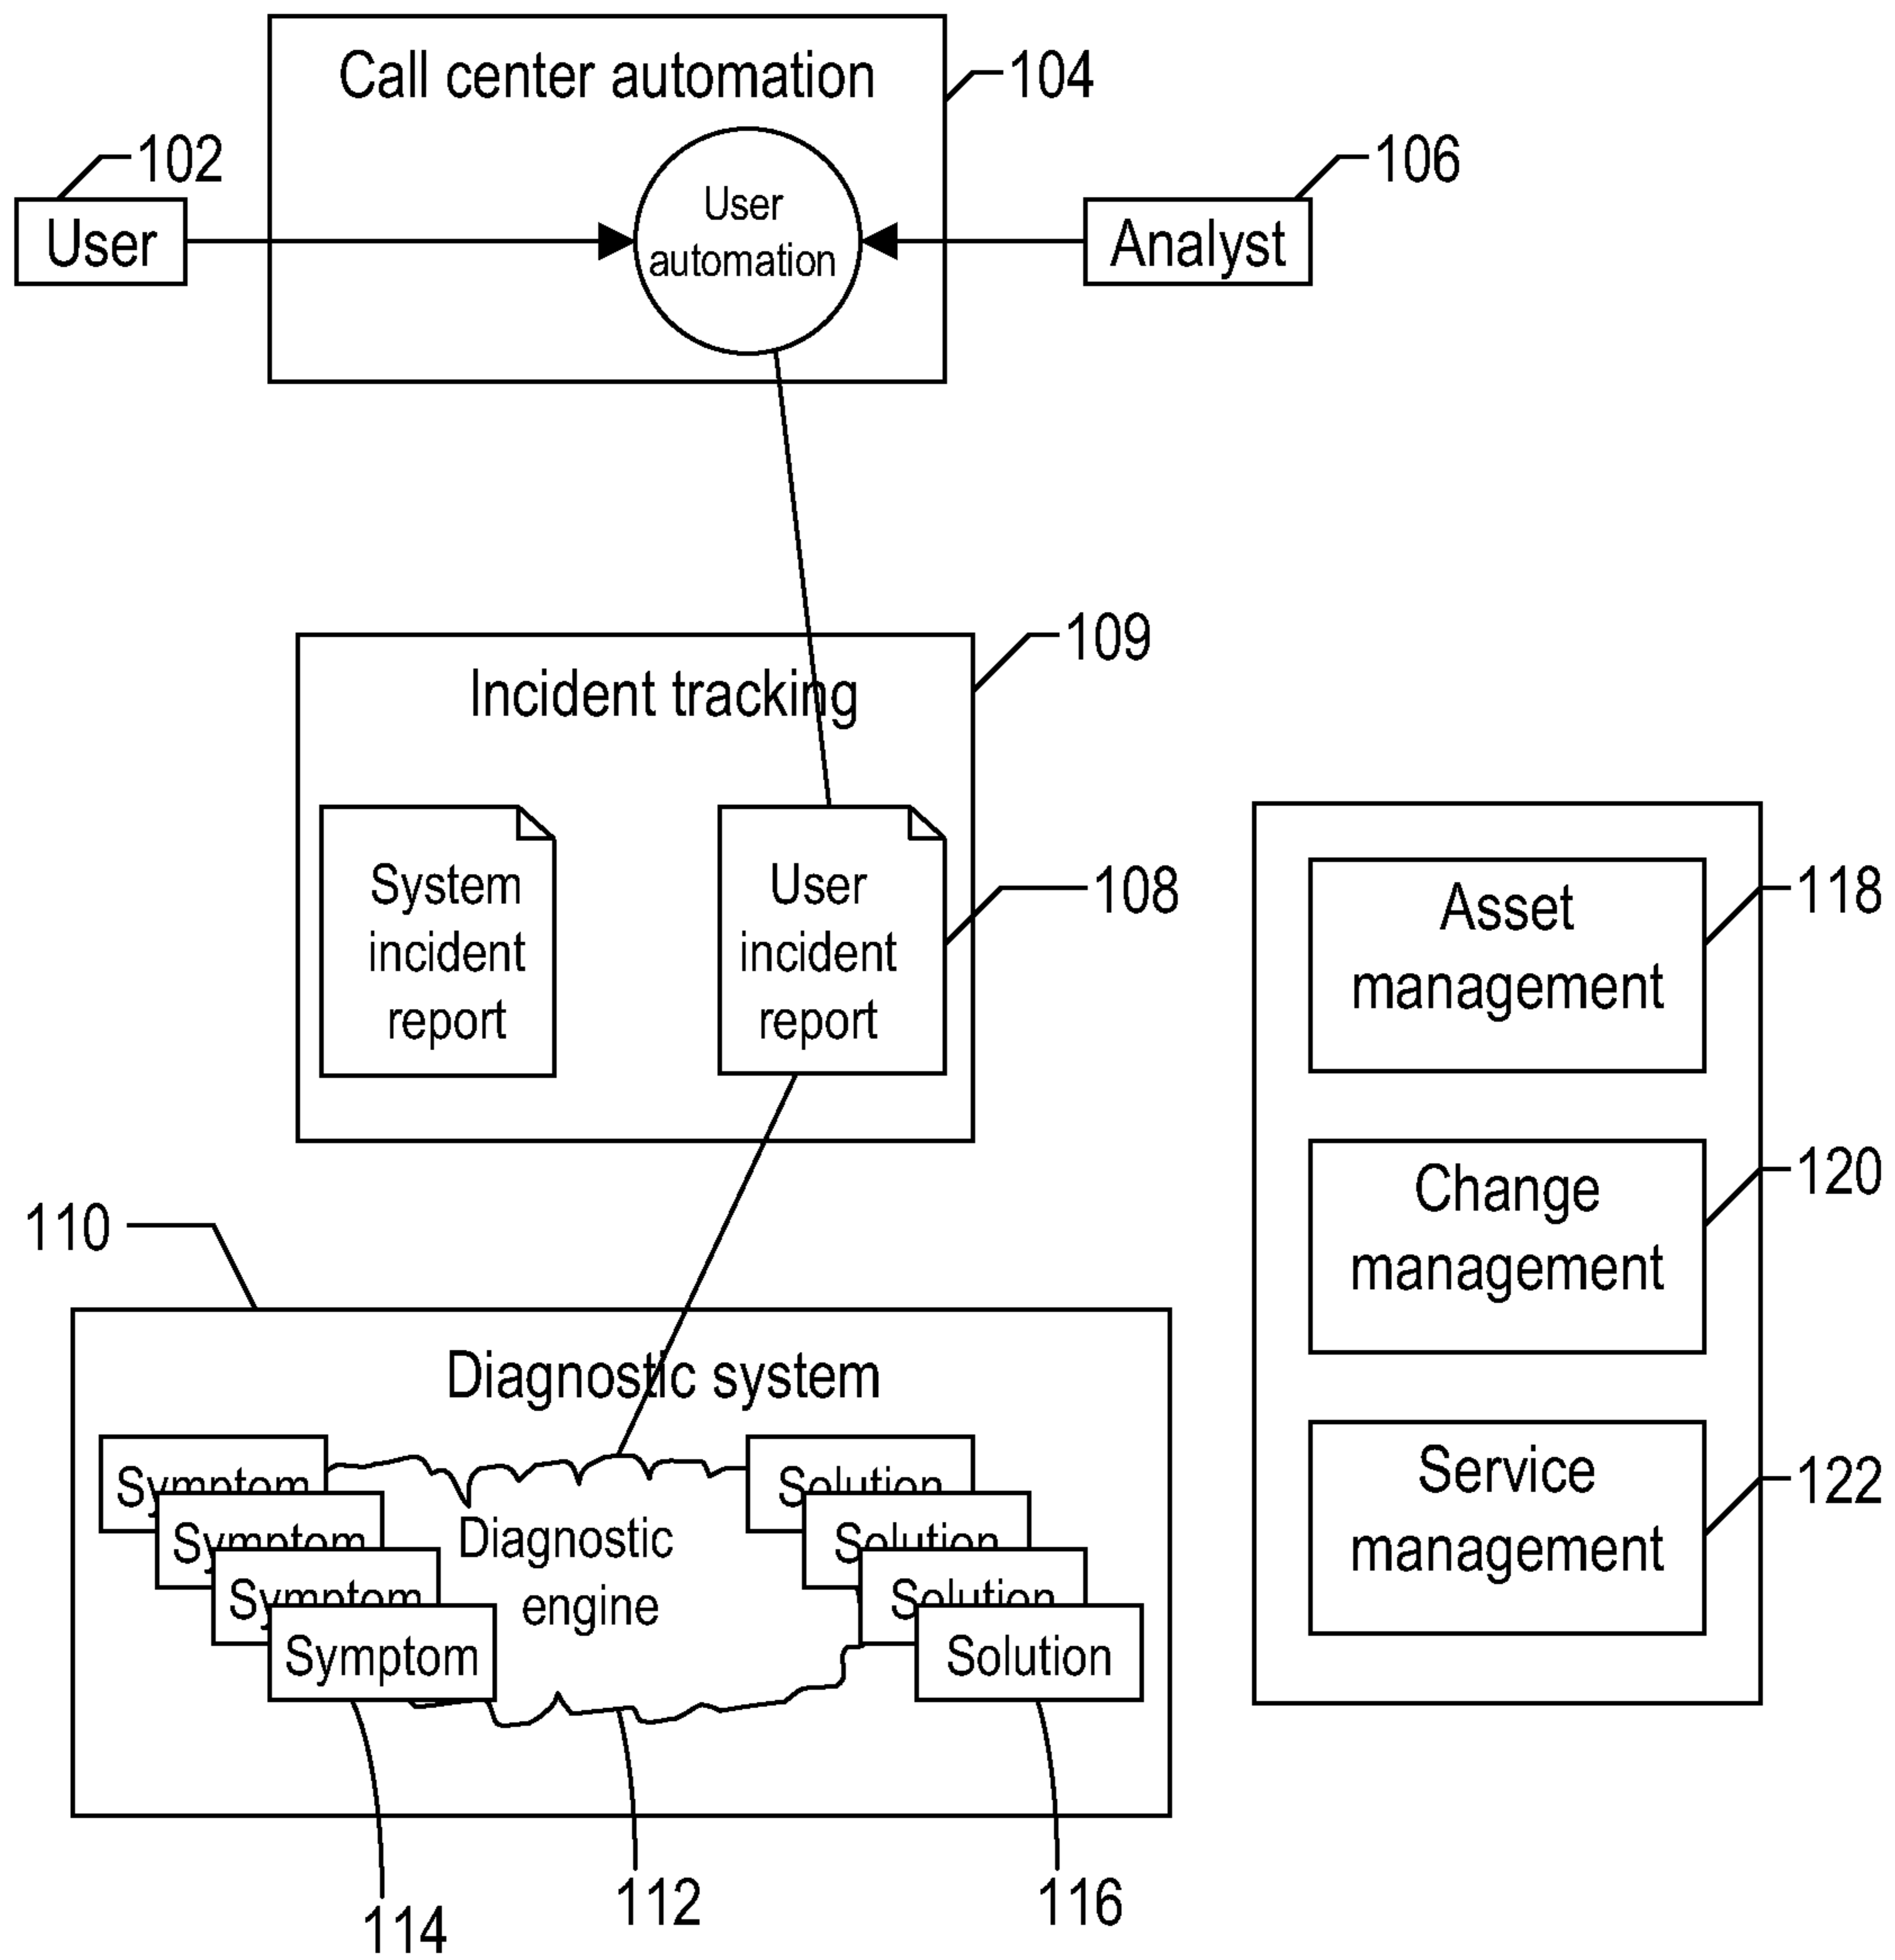 Call center automation
104
102
106
User
User
automation
Analyst
109
Incident tracking
System
incident
report
User
incident
report
108
Asset
management
118
Change
management
120
110
Diagnostic system
Service
management
122
Symptom
Symptom
Symptom
Symptom
Diagnostic
engine
Solution
Solution
Solution
Solution
114
112
116